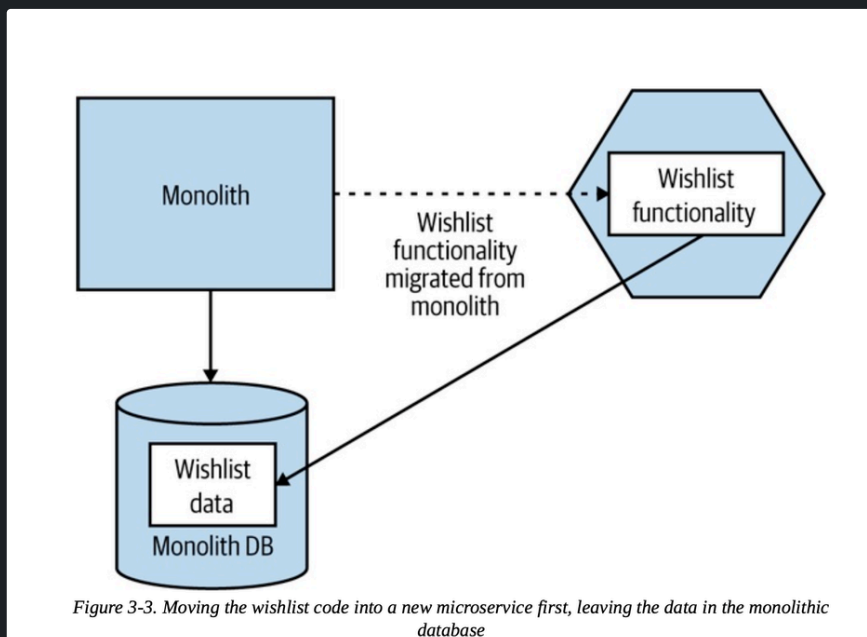 Monolith
Wishlist
functionality
Wishlist
functionality
migrated from
monolith
Wishlist
data
Monolith DB
Figure 3-3. Moving the wishlist code into a new microservice first, leaving the data in the monolithic
database